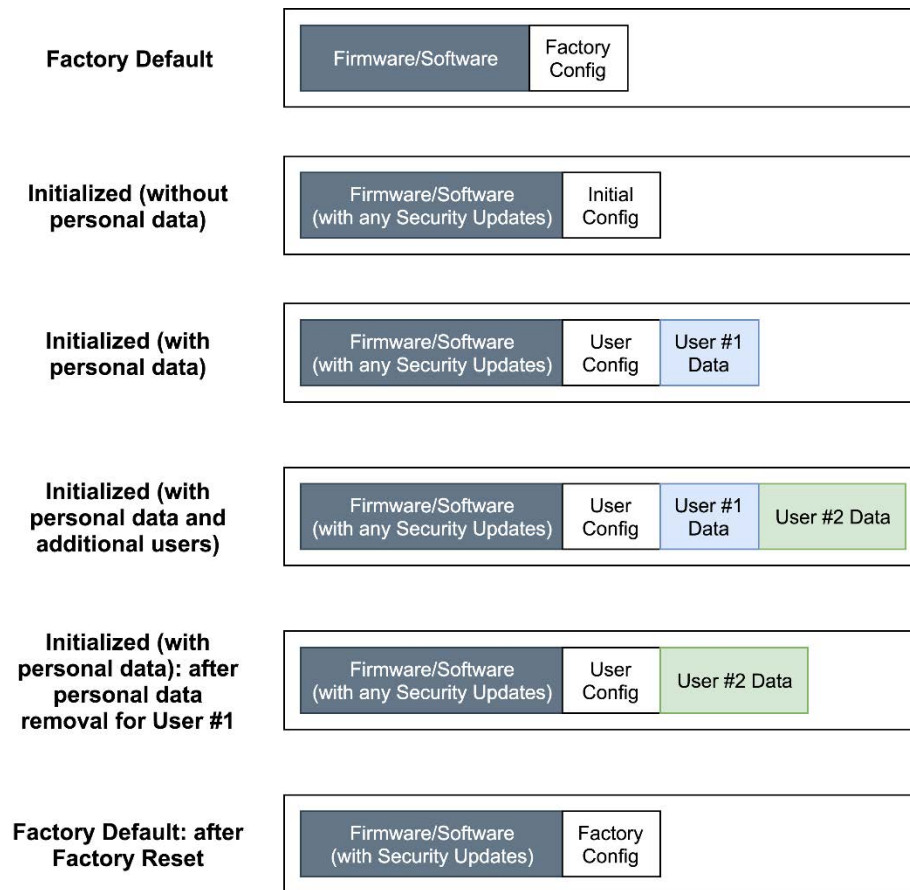 Factory Default
Firmware/Software
Factory
Config
Initialized (without
personal data)
Firmware/Software
(with any Security Updates)
Initial
Config
Initialized (with
personal data)
Firmware/Software
(with any Security Updates)
User
Config
User #1
Data
Initialized (with
personal data and
additional users)
Firmware/Software
(with any Security Updates)
User
Config
User #1
Data
User #2 Data
Initialized (with
personal data): after
personal data
removal for User #1
Firmware/Software
(with any Security Updates)
User
Config
User #2 Data
Factory Default: after
Factory Reset
Firmware/Software
(with Security Updates)
Factory
Config